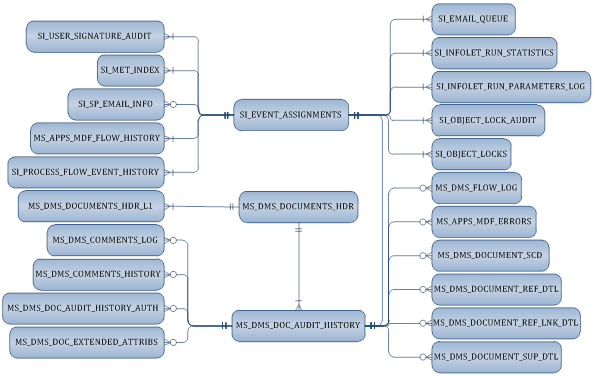 SI_EMAIL_QUEUE
SI_USER_SIGNATURE_AUDIT
SI_INFOLET_RUN_STATISTICS
SI_MET_INDEX
SI_INFOLET_RUN_PARAMETERS_LOG
SI_SP_EMAIL_INFO
SI_EVENT_ASSIGNMENTS
SI_OBJECT_LOCK_AUDIT
MS_APPS_MDF_FLOW_HISTORY
SI_OBJECT_LOCKS
SI_PROCESS_FLOW_EVENT_HISTORY
MS_DMS_FLOW_LOG
MS_DMS_DOCUMENTS_HDR_L1
MS_DMS_DOCUMENTS_HDR
MS_APPS_MDF_ERRORS
MS_DMS_COMMENTS_LOG
MS_DMS_DOCUMENT_SCD
MS_DMS_COMMENTS_HISTORY
MS_DMS_DOCUMENT_REF_DTL
MS_DMS_DOC_AUDIT_HISTORY_AUTH
MS_DMS_DOC_AUDIT_HISTORY
MS_DMS_DOCUMENT_REF_LNK_DTL
MS_DMS_DOC_EXTENDED_ATTRIBS
MS_DMS_DOCUMENT_SUP_DTL